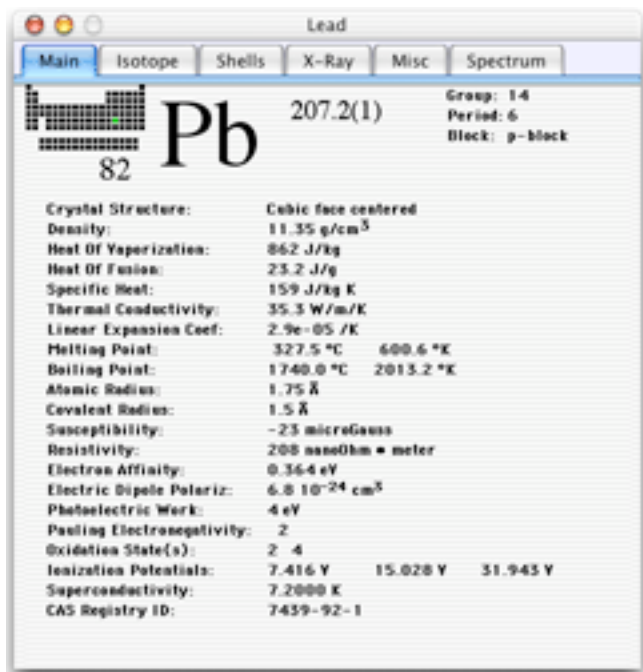 Lead
Main Isotope Shells X-Ray Misc Spectrum
82 Pb 207.2(1)
Group: 14
Period: 6
Block: p-block
Crystal Structure: Cubic face centered
Density: 11.35 g/cm³
Heat Of Vaporization: 862 J/kg
Heat Of Fusion: 23.2 J/g
Specific Heat: 159 J/kg K
Thermal Conductivity: 35.3 W/m/K
Linear Expansion Coef: 2.9e-05 /K
Melting Point: 327.5 °C 600.6 °K
Boiling Point: 1740.0 °C 2013.2 °K
Atomic Radius: 1.75 Å
Covalent Radius: 1.5 Å
Susceptibility: -23 microGauss
Resistivity: 208 nanoOhm • meter
Electron Affinity: 0.364 eV
Electric Dipole Polariz: 6.8 10⁻²⁴ cm³
Photoelectric Work: 4 eV
Pauling Electronegativity: 2
Oxidation State(s): 2 4
Ionization Potentials: 7.416 V 15.028 V 31.943 V
Superconductivity: 7.2000 K
CAS Registry ID: 7439-92-1